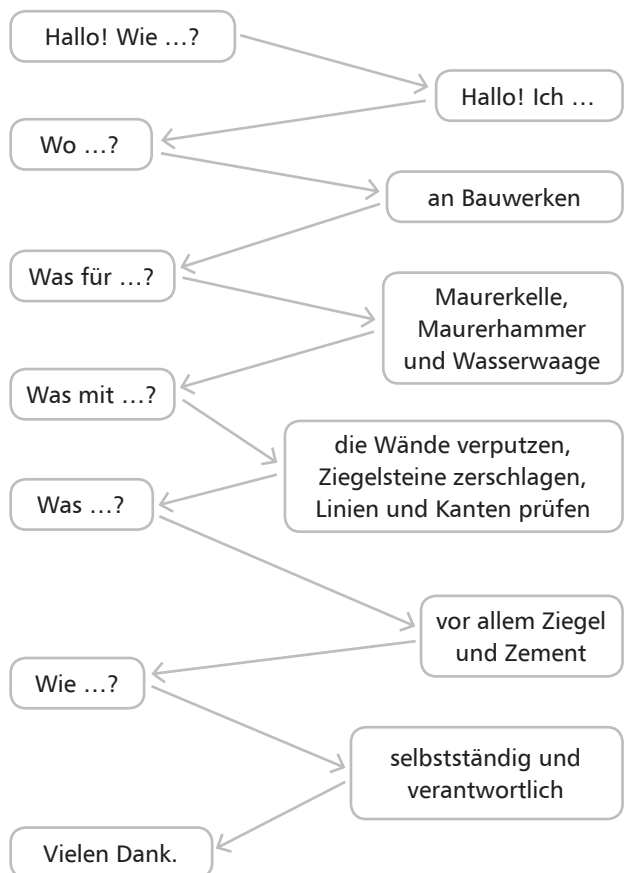 Hallo! Wie …?
Hallo! Ich …
Wo …?
an Bauwerken
Was für …?
Maurerkelle,
Maurerhammer
und Wasserwaage
Was mit …?
die Wände verputzen,
Ziegelsteine zerschlagen,
Linien und Kanten prüfen
Was …?
vor allem Ziegel
und Zement
Wie …?
selbstständig und
verantwortlich
Vielen Dank.